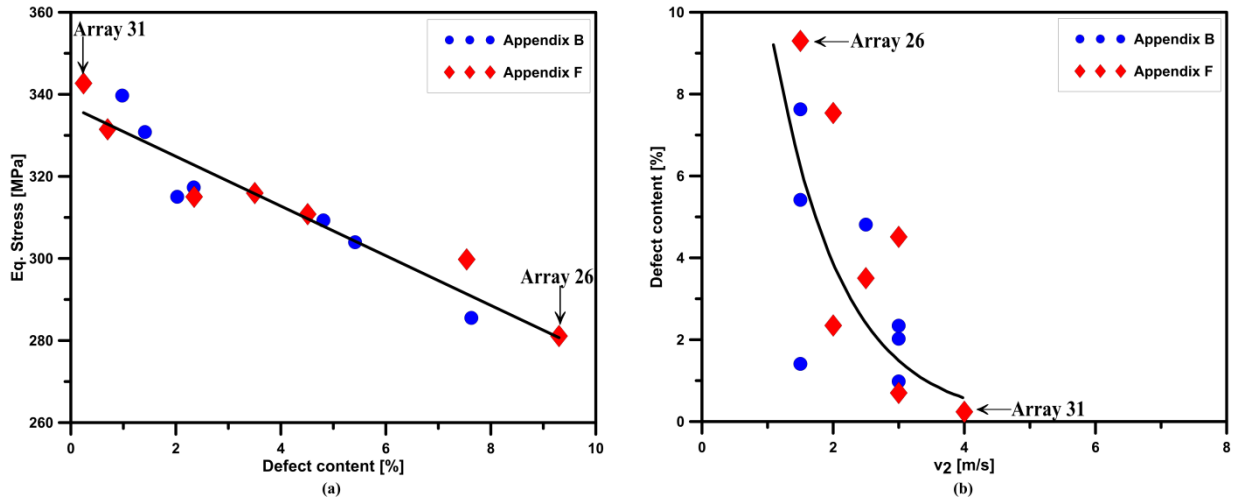 360
340
320
300
280
260
Eq. Stress [MPa]
0
2
4
6
8
10
Defect content [%]
Array 31
Array 26
Appendix B
Appendix F
(a)
10
8
6
4
2
0
Defect content [%]
0
2
4
6
8
v2 [m/s]
Array 26
Array 31
Appendix B
Appendix F
(b)